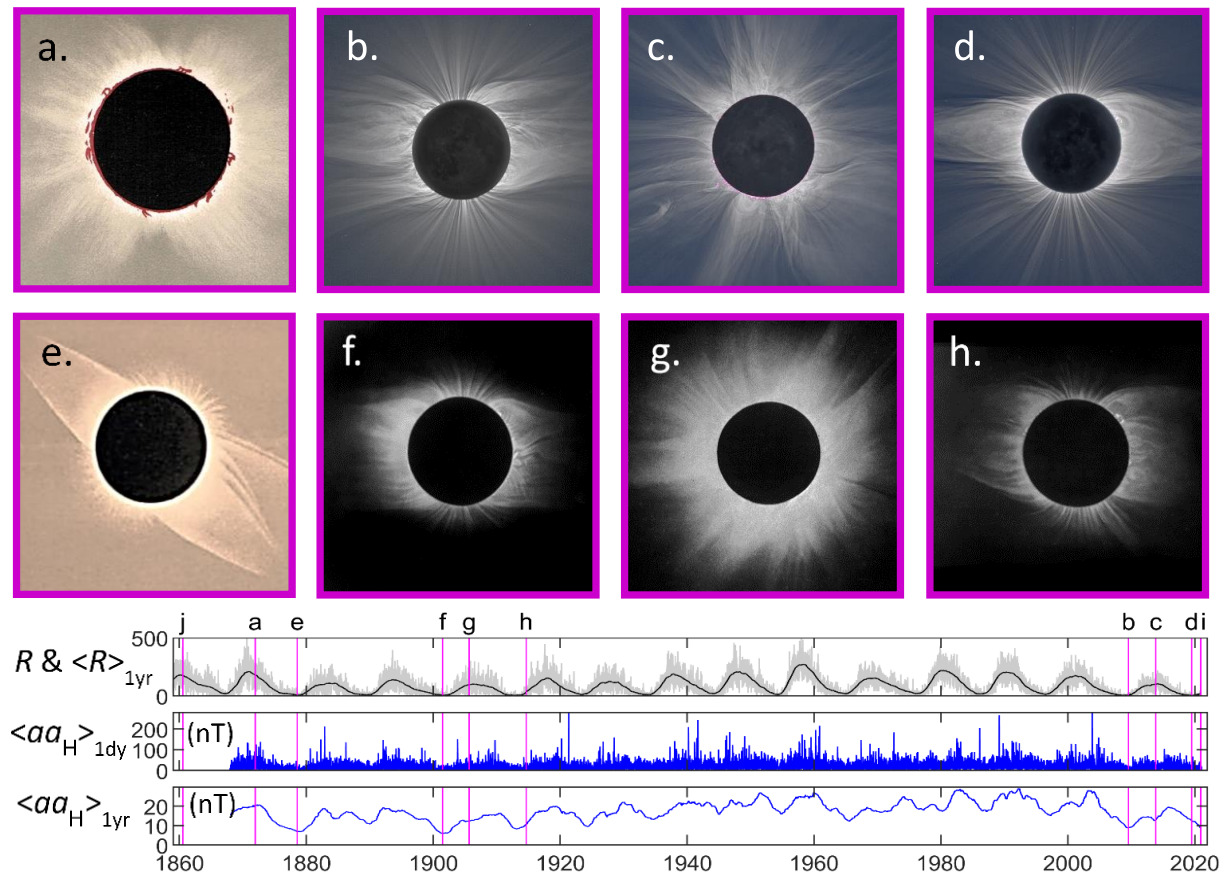 a.
b.
c.
d.
e.
f.
g.
h.
j a e f g h b c d i
R & <R>1yr
500
0
<aaH>1dy
(nT)
200
100
0
<aaH>1yr
(nT)
20
10
0
1860 1880 1900 1920 1940 1960 1980 2000 2020